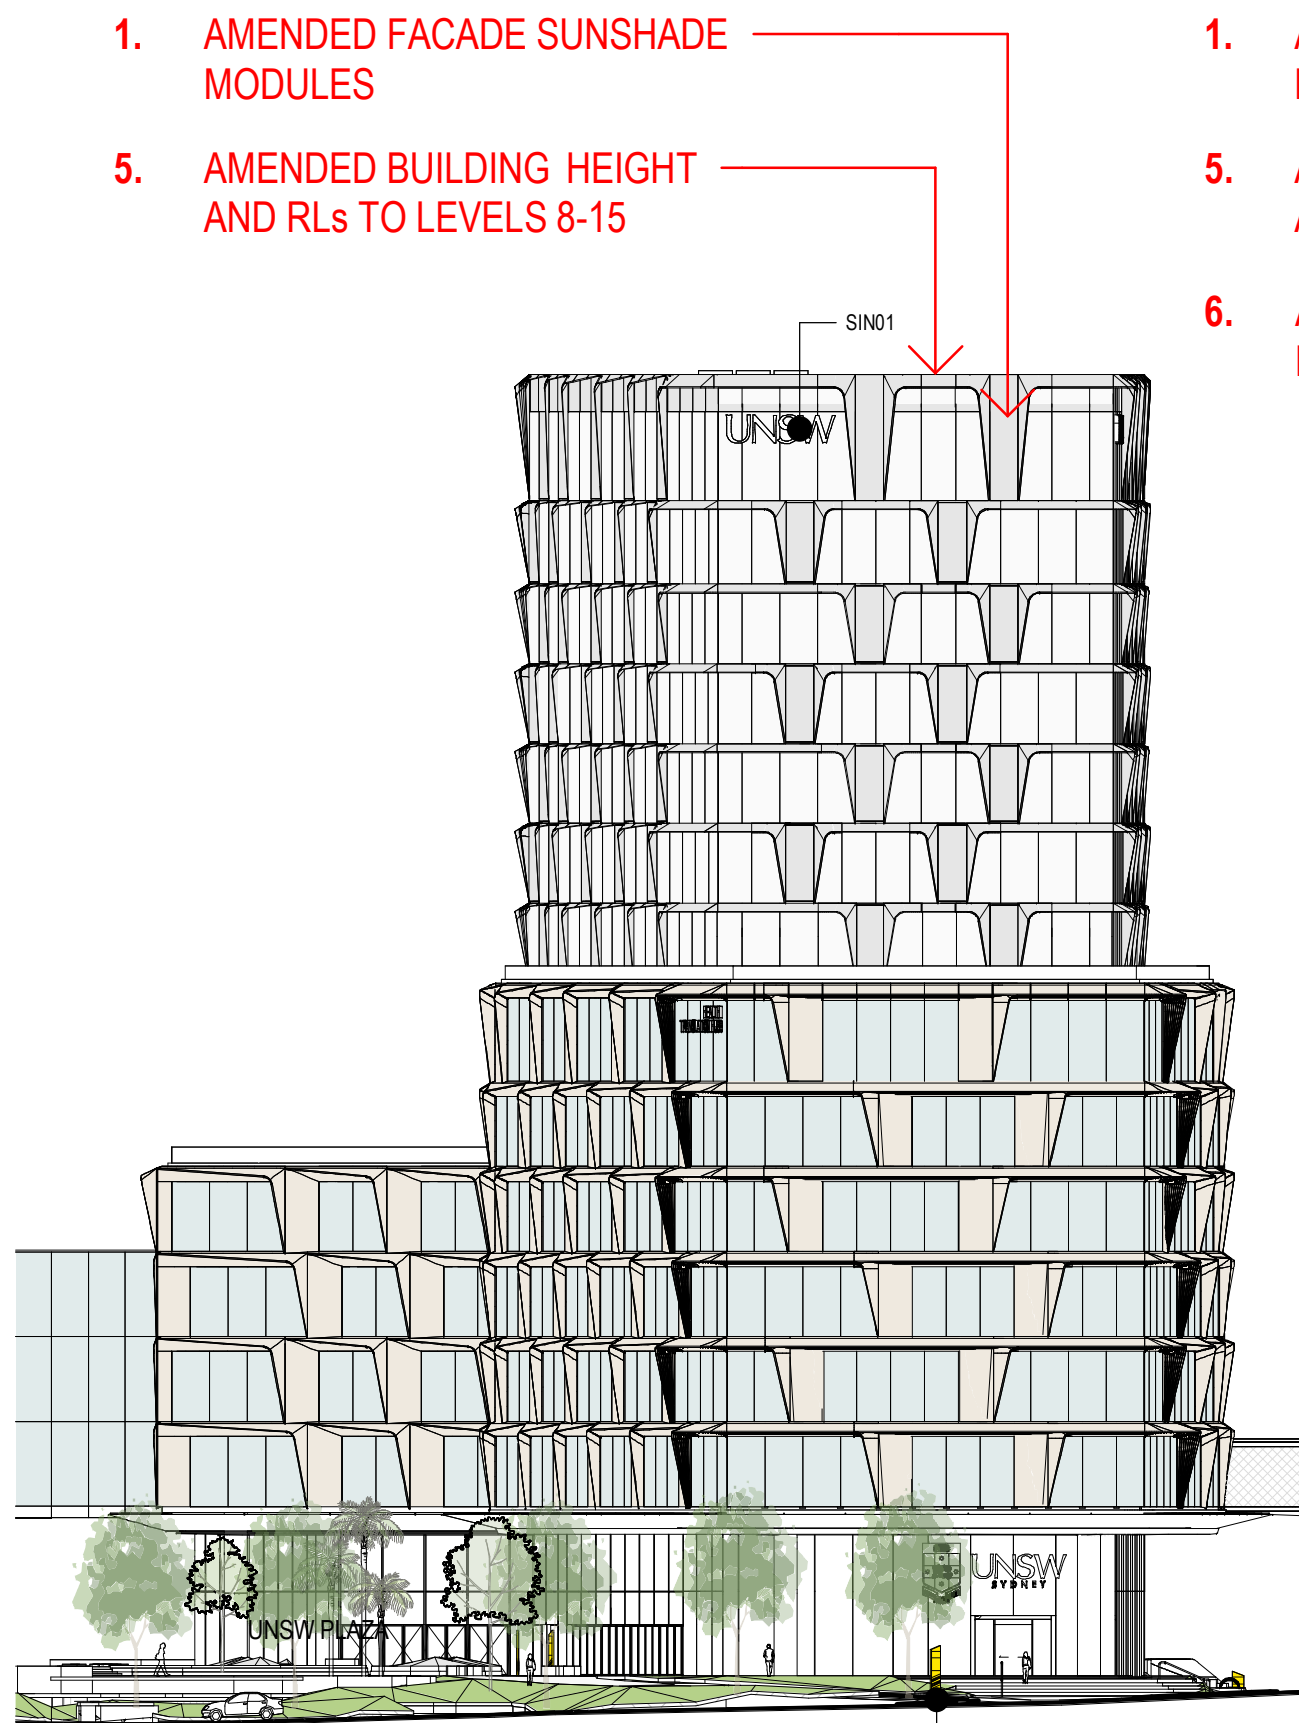 1. AMENDED FACADE SUNSHADE
MODULES
5. AMENDED BUILDING HEIGHT
AND RLs TO LEVELS 8-15
1.
5.
6.
SIN01
UNSW
UNSW
SYDNEY
UNSW PLAZA